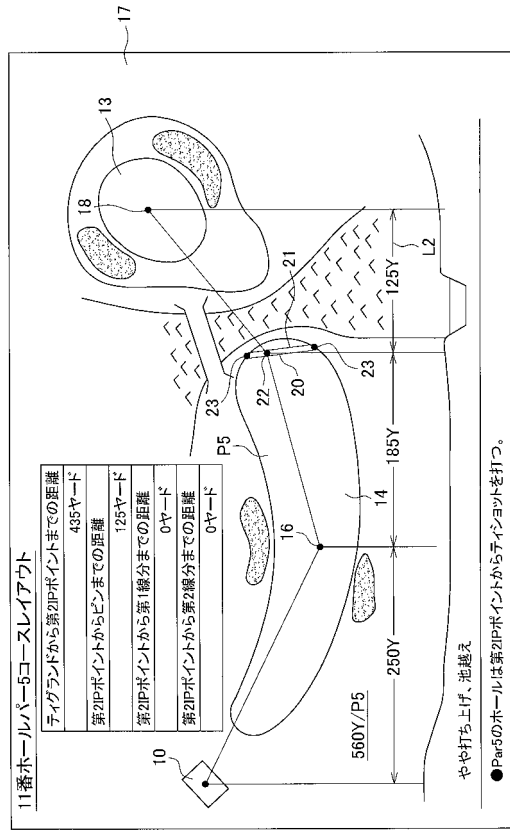 11番ホールパー5コースレイアウト
ティグランドから第2IPポイントまでの距離
435ヤード
第2IPポイントからピンまでの距離
125ヤード
第2IPポイントから第1線分までの距離
0ヤード
第2IPポイントから第2線分までの距離
0ヤード
17
13
18
10
P5
16
14
23
22
20
21
23
560Y/P5
250Y
185Y
125Y
L2
やや打ち上げ、池越え
●Par5のホールは第2IPポイントからティショットを打つ。